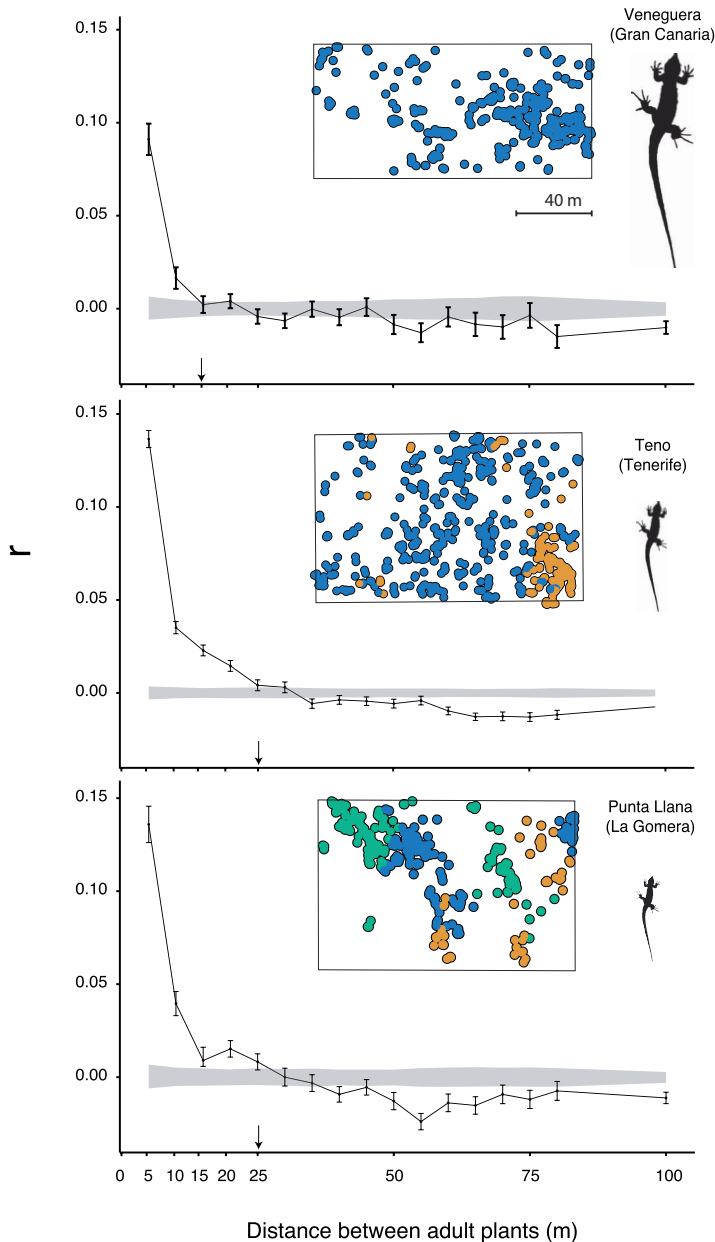 Veneguera
(Gran Canaria)
0.15
0.10
0.05
0.00
40 m
Teno
(Tenerife)
0.15
0.10
0.05
0.00
r
Punta Llana
(La Gomera)
0.15
0.10
0.05
0.00
0 5 10 15 20 25 50 75 100
Distance between adult plants (m)